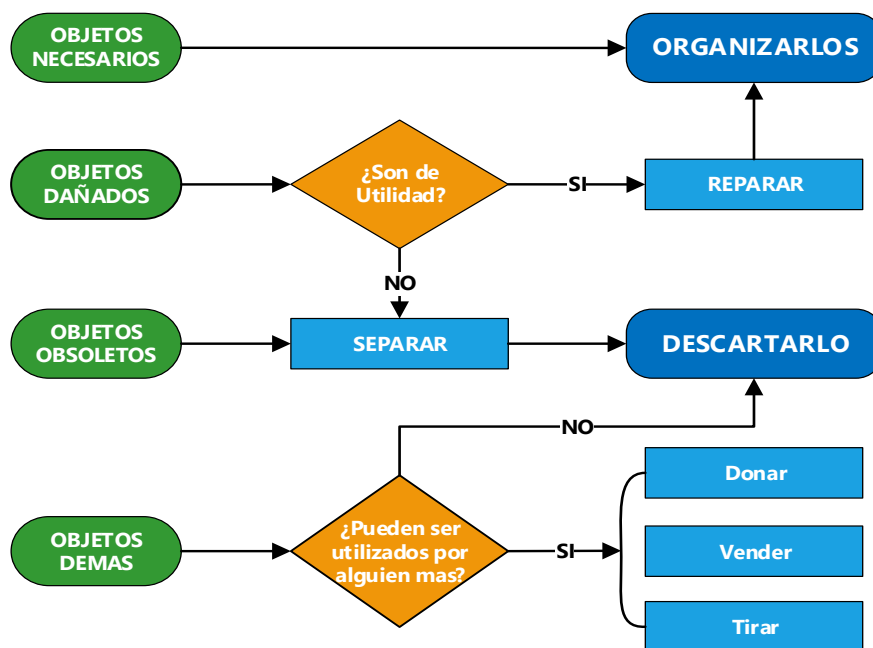 OBJETOS
NECESARIOS
ORGANIZARLOS
OBJETOS
DAÑADOS
¿Son de
Utilidad?
SI
REPARAR
NO
OBJETOS
OBSOLETOS
SEPARAR
DESCARTARLO
NO
OBJETOS
DEMAS
¿Pueden ser
utilizados por
alguien mas?
SI
Donar
Vender
Tirar